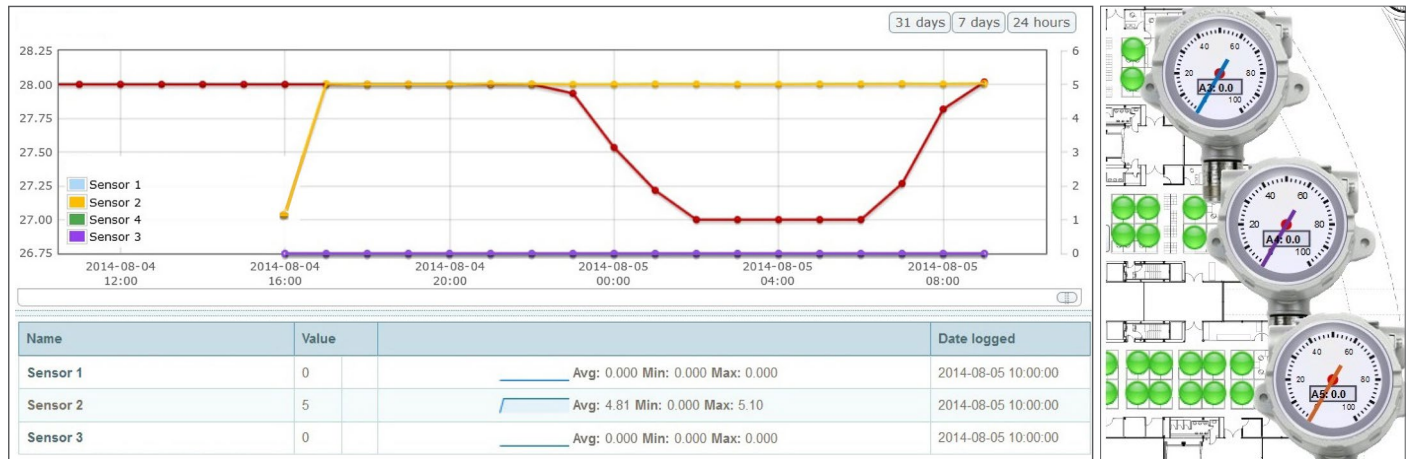 31 days 7 days 24 hours
28.25 6
28.00 5
27.75 4
27.50 3
27.25 2
27.00 1
26.75 0
Sensor 1
Sensor 2
Sensor 4
Sensor 3
2014-08-04 2014-08-04 2014-08-04 2014-08-05 2014-08-05 2014-08-05
12:00 16:00 20:00 00:00 04:00 08:00
Name Value Date logged
Sensor 1 0 Avg: 0.000 Min: 0.000 Max: 0.000 2014-08-05 10:00:00
Sensor 2 5 Avg: 4.81 Min: 0.000 Max: 5.10 2014-08-05 10:00:00
Sensor 3 0 Avg: 0.000 Min: 0.000 Max: 0.000 2014-08-05 10:00:00
40 60
20 80
A3: 0.0
100
40 60
20 80
A4: 0.0
100
40 60
20 80
A5: 0.0
100